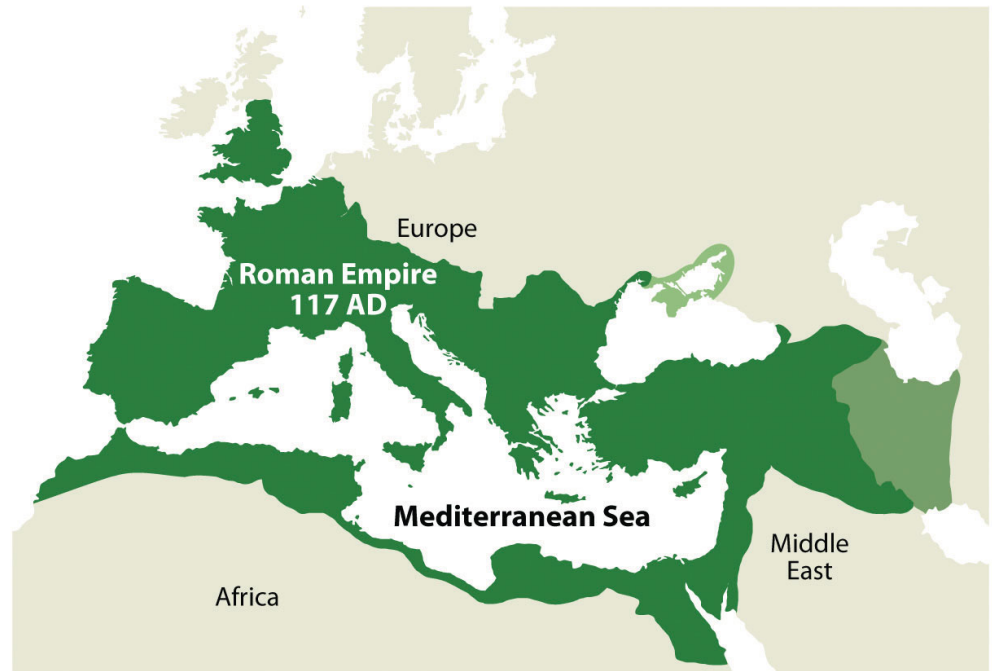 Europe
Roman Empire
117 AD
Mediterranean Sea
Middle
East
Africa